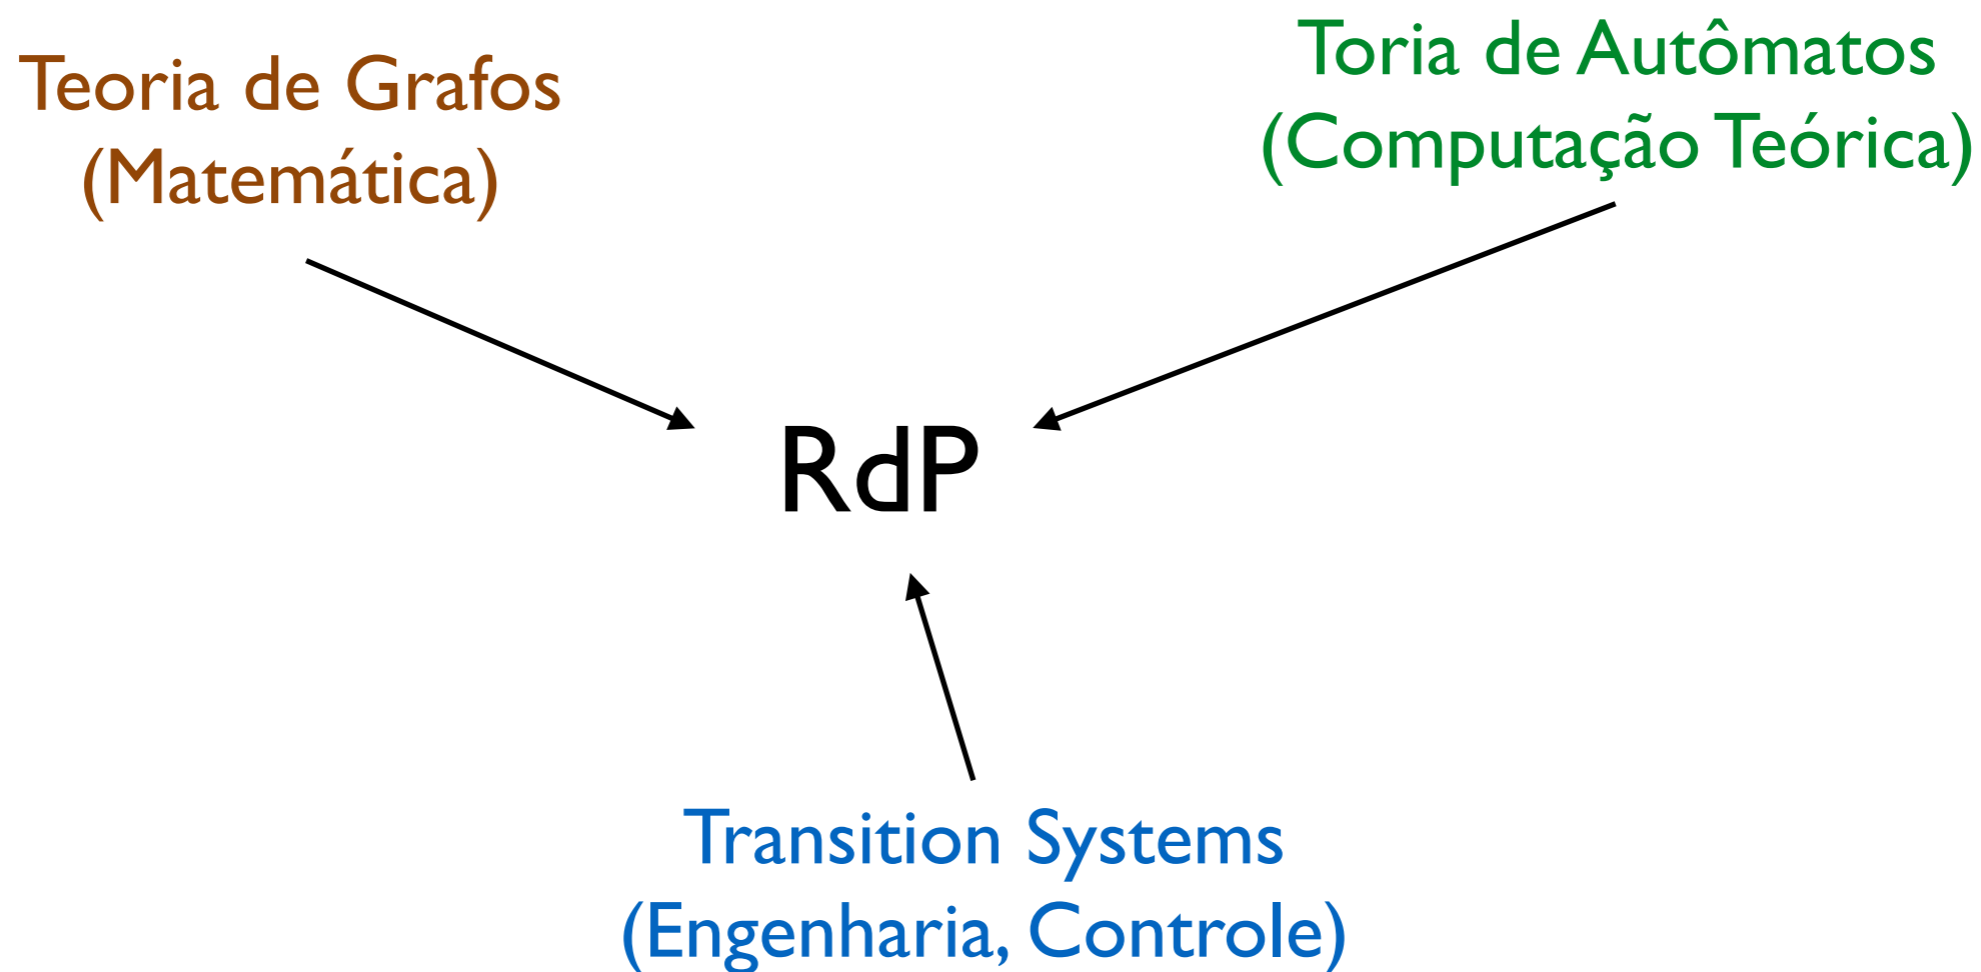 Teoria de Grafos
(Matemática)
Toria de Autômatos
(Computação Teórica)
RdP
Transition Systems
(Engenharia, Controle)